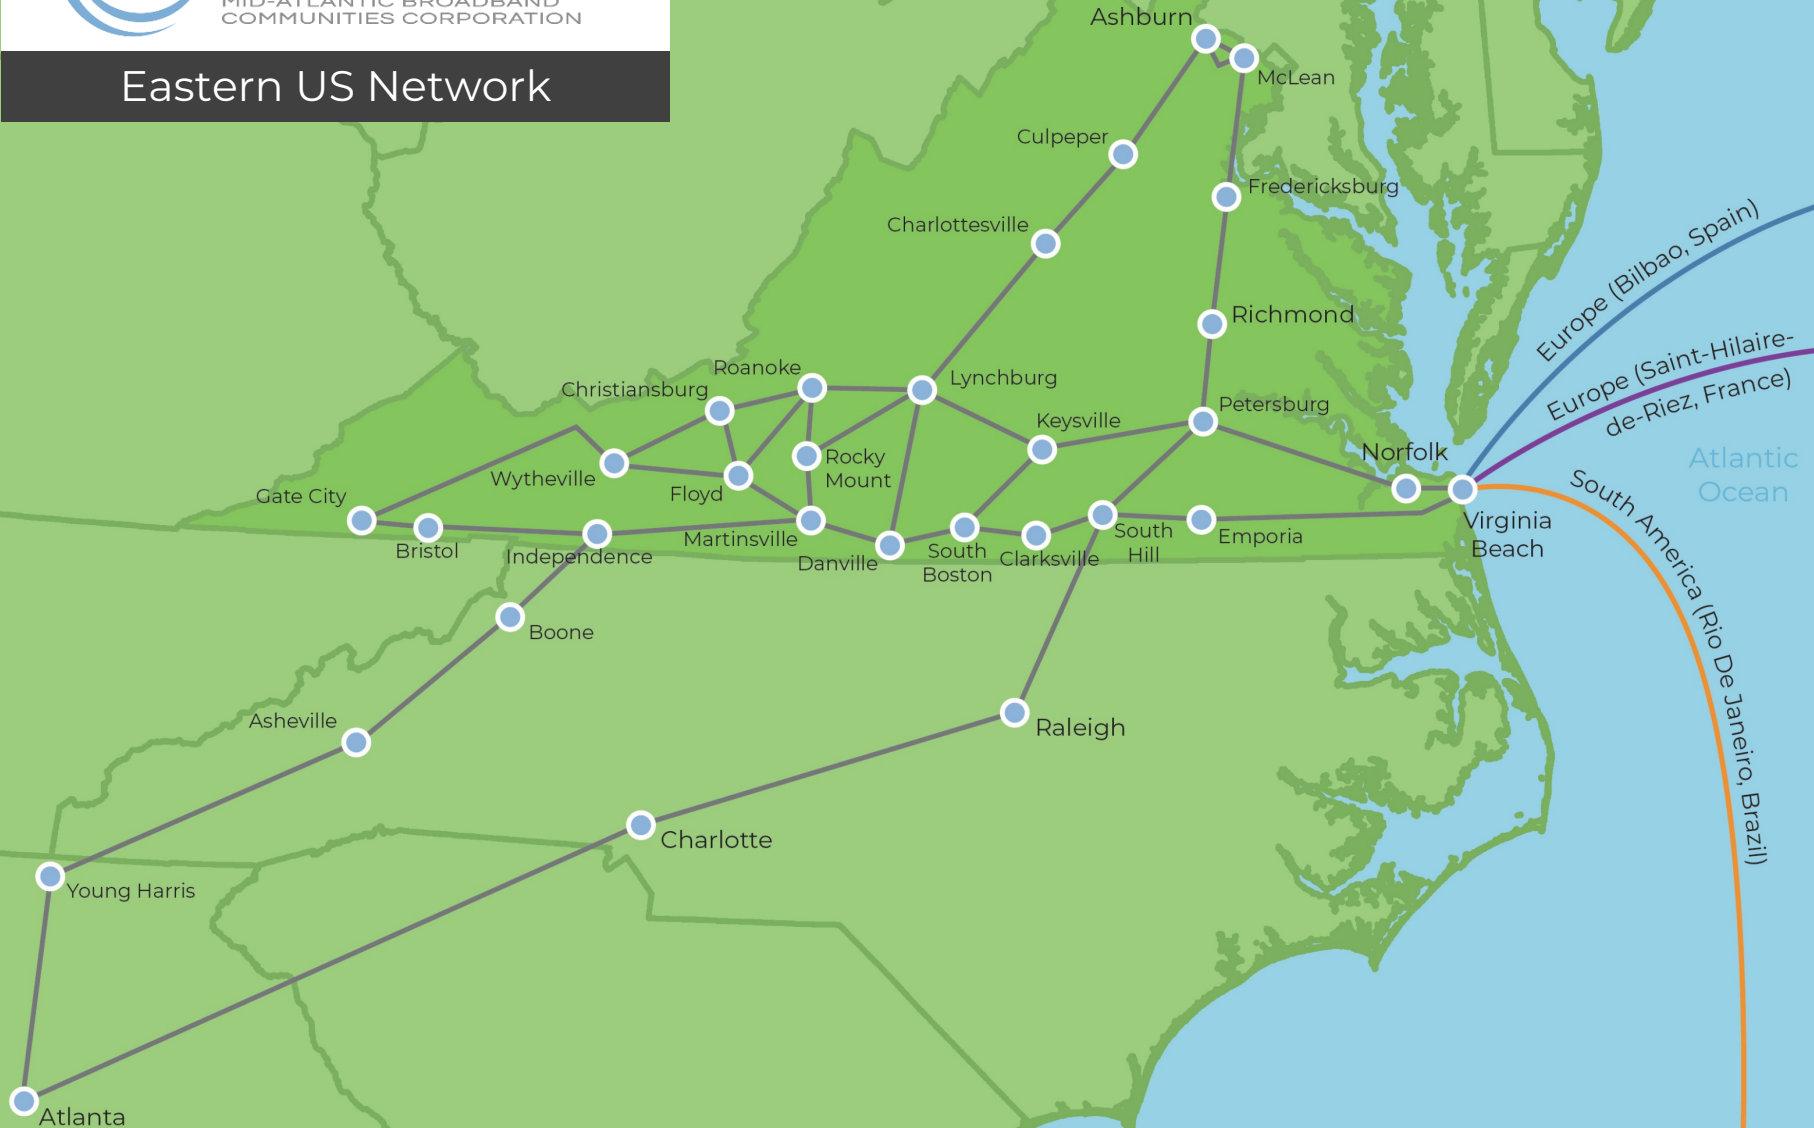 MID-ATLANTIC BROADBAND
COMMUNITIES CORPORATION
Eastern US Network
Ashburn
McLean
Culpeper
Fredericksburg
Charlottesville
Europe (Bilbao, Spain)
Richmond
Europe (Saint-Hilaire-
de-Riez, France)
Roanoke
Lynchburg
Christiansburg
Petersburg
Keysville
Norfolk
Rocky
Mount
Atlantic
Ocean
Wytheville
Floyd
Gate City
South America (Rio De Janeiro, Brazil)
Virginia
Beach
Bristol
Independence
Martinsville
Danville
South
Boston
Clarksville
South
Hill
Emporia
Boone
Asheville
Raleigh
Charlotte
Young Harris
Atlanta